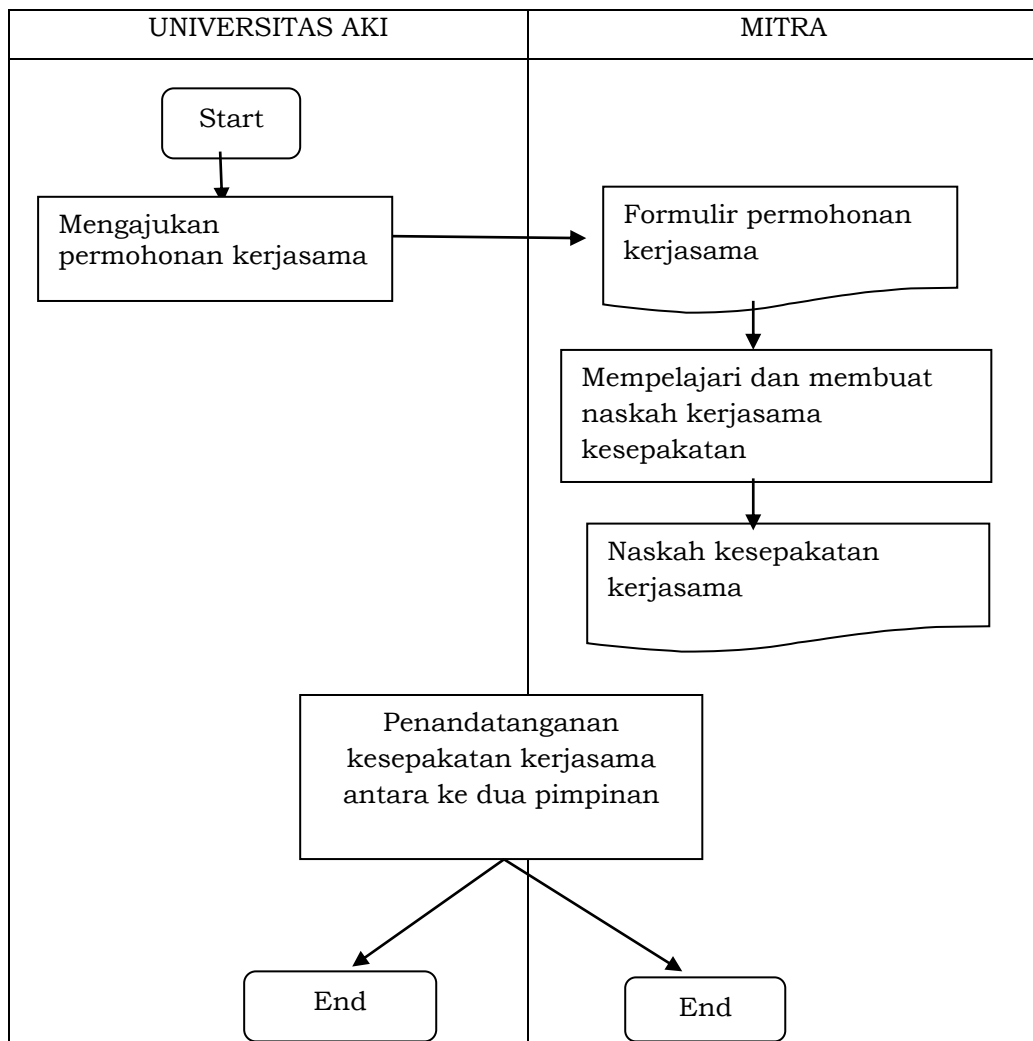 UNIVERSITAS AKI
MITRA
Start
Mengajukan
permohonan kerjasama
Formulir permohonan
kerjasama
Mempelajari dan membuat
naskah kerjasama
kesepakatan
Naskah kesepakatan
kerjasama
Penandatanganan
kesepakatan kerjasama
antara ke dua pimpinan
End
End